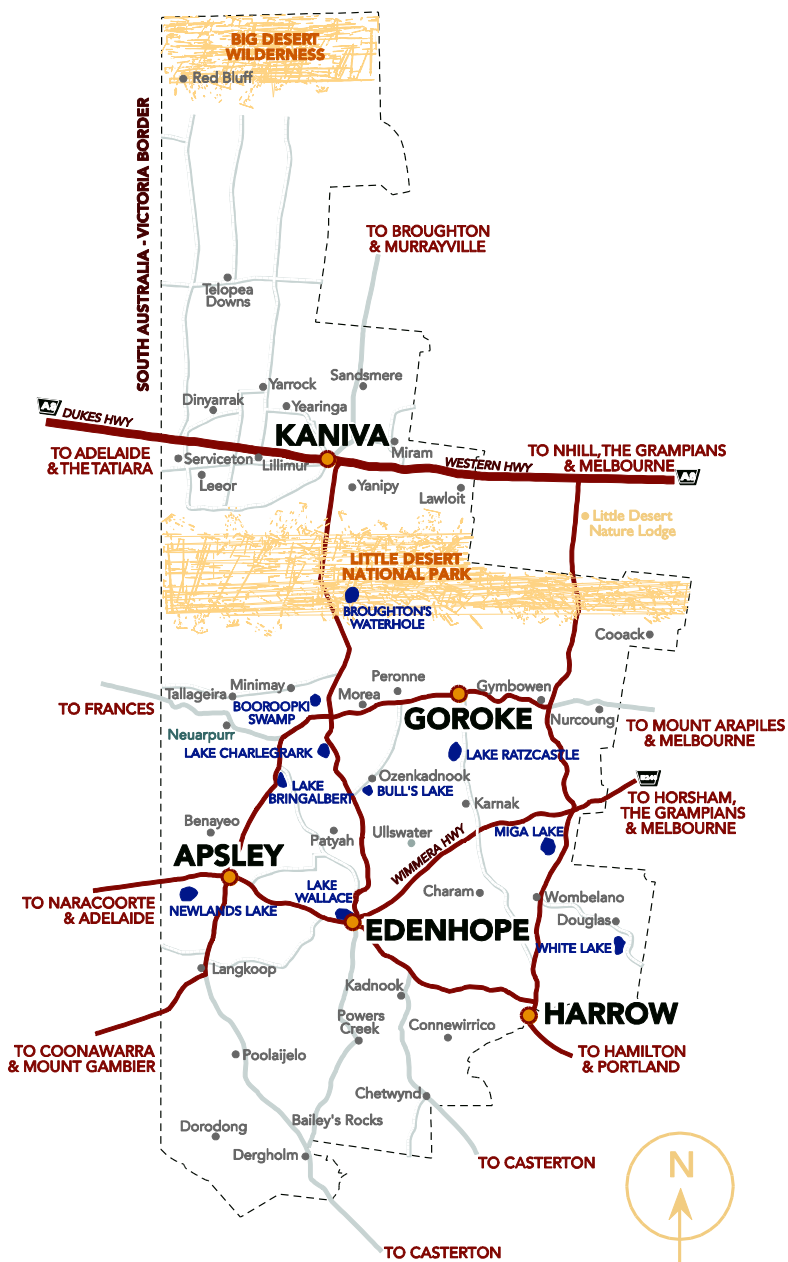 BIG DESERT
WILDERNESS
Red Bluff
SOUTH AUSTRALIA - VICTORIA BORDER
TO BROUGHTON
& MURRAYVILLE
Telopea
Downs
Sandsmere
Yarrock
Dinyarrak
Yearinga
A8
DUKES HWY
KANIVA
Miram
TO ADELAIDE
& THE TATIARA
Serviceton
Lillimur
WESTERN HWY
TO NHILL, THE GRAMPIANS
& MELBOURNE
A8
Leeor
Yanipy
Lawloit
Little Desert
Nature Lodge
LITTLE DESERT
NATIONAL PARK
BROUGHTON'S
WATERHOLE
Cooack
Peronne
Tallageira
Minimay
Morea
Gymbowen
TO FRANCES
BOOROOPKI
SWAMP
GOROKE
Nurcoung
Neuarpurr
TO MOUNT ARAPILES
& MELBOURNE
LAKE CHARLEGRARK
LAKE RATZCASTLE
Ozenkadnook
LAKE
BRINGALBERT
BULL'S LAKE
Karnak
TO HORSHAM,
THE GRAMPIANS
& MELBOURNE
Benayeo
Patyah
Ullswater
WIMMERA HWY
MIGA LAKE
APSLEY
TO NARACOORTE
& ADELAIDE
NEWLANDS LAKE
LAKE
WALLACE
Charam
Wombelano
Douglas
EDENHOPE
WHITE LAKE
Langkoop
Kadnook
HARROW
Powers
Creek
Connewirrico
TO COONAWARRA
& MOUNT GAMBIER
Poolaijelo
TO HAMILTON
& PORTLAND
Chetwynd
Bailey's Rocks
Dorodong
Dergholm
TO CASTERTON
N
TO CASTERTON